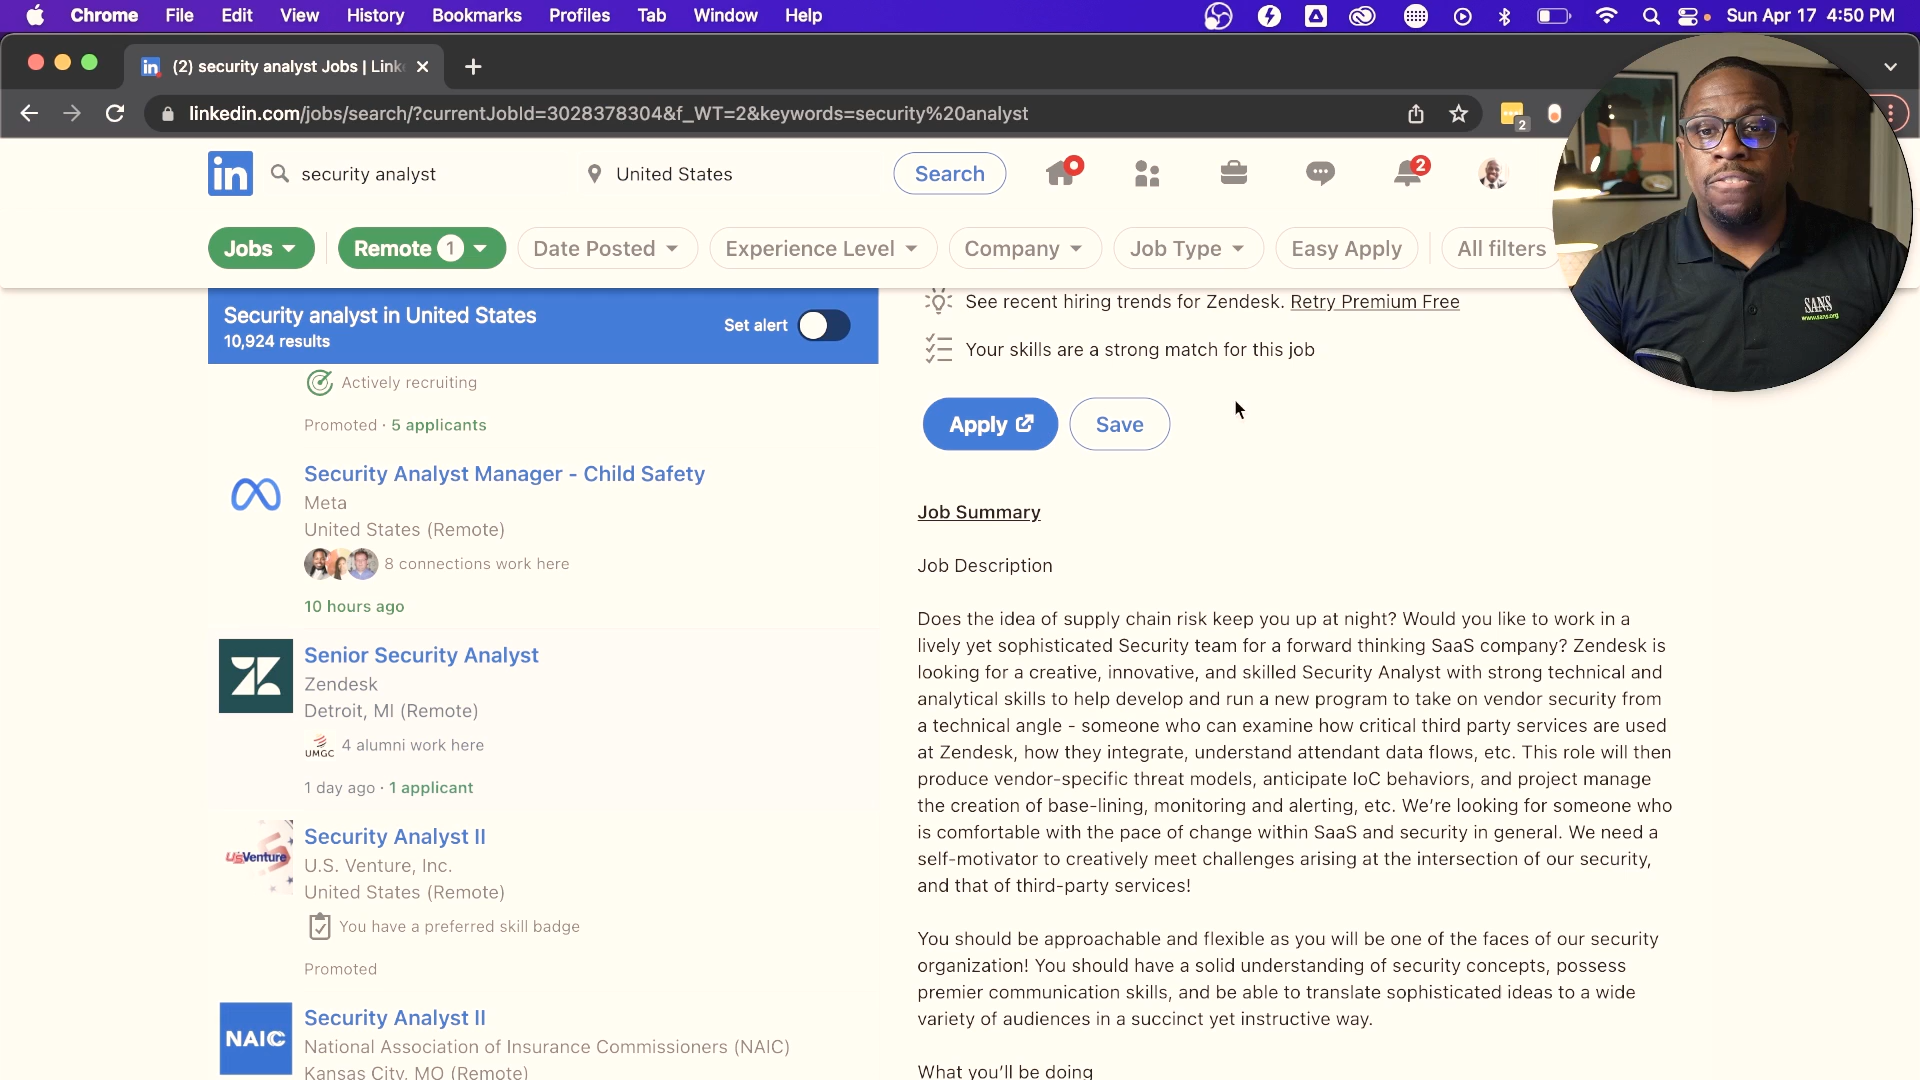 Chrome File Edit View History Bookmarks Profiles Tab Window Help Sun Apr 17 4:50 PM
(2) security analyst Jobs | Link
linkedin.com/jobs/search/?currentJobId=3028378304&f_WT=2&keywords=security%20analyst
2
in security analyst United States Search 2
Jobs Remote 1 Date Posted Experience Level Company Job Type Easy Apply All filters
SANS
www.sans.org
Security analyst in United States
10,924 results
Set alert
Actively recruiting
Promoted · 5 applicants
Security Analyst Manager - Child Safety
Meta
United States (Remote)
8 connections work here
10 hours ago
Senior Security Analyst
Zendesk
Detroit, MI (Remote)
UMGC 4 alumni work here
1 day ago · 1 applicant
USVenture
Security Analyst II
U.S. Venture, Inc.
United States (Remote)
You have a preferred skill badge
Promoted
NAIC
Security Analyst II
National Association of Insurance Commissioners (NAIC)
Kansas City, MO (Remote)
See recent hiring trends for Zendesk. Retry Premium Free
Your skills are a strong match for this job
Apply Save
Job Summary
Job Description
Does the idea of supply chain risk keep you up at night? Would you like to work in a
lively yet sophisticated Security team for a forward thinking SaaS company? Zendesk is
looking for a creative, innovative, and skilled Security Analyst with strong technical and
analytical skills to help develop and run a new program to take on vendor security from
a technical angle - someone who can examine how critical third party services are used
at Zendesk, how they integrate, understand attendant data flows, etc. This role will then
produce vendor-specific threat models, anticipate IoC behaviors, and project manage
the creation of base-lining, monitoring and alerting, etc. We're looking for someone who
is comfortable with the pace of change within SaaS and security in general. We need a
self-motivator to creatively meet challenges arising at the intersection of our security,
and that of third-party services!
You should be approachable and flexible as you will be one of the faces of our security
organization! You should have a solid understanding of security concepts, possess
premier communication skills, and be able to translate sophisticated ideas to a wide
variety of audiences in a succinct yet instructive way.
What you'll be doing